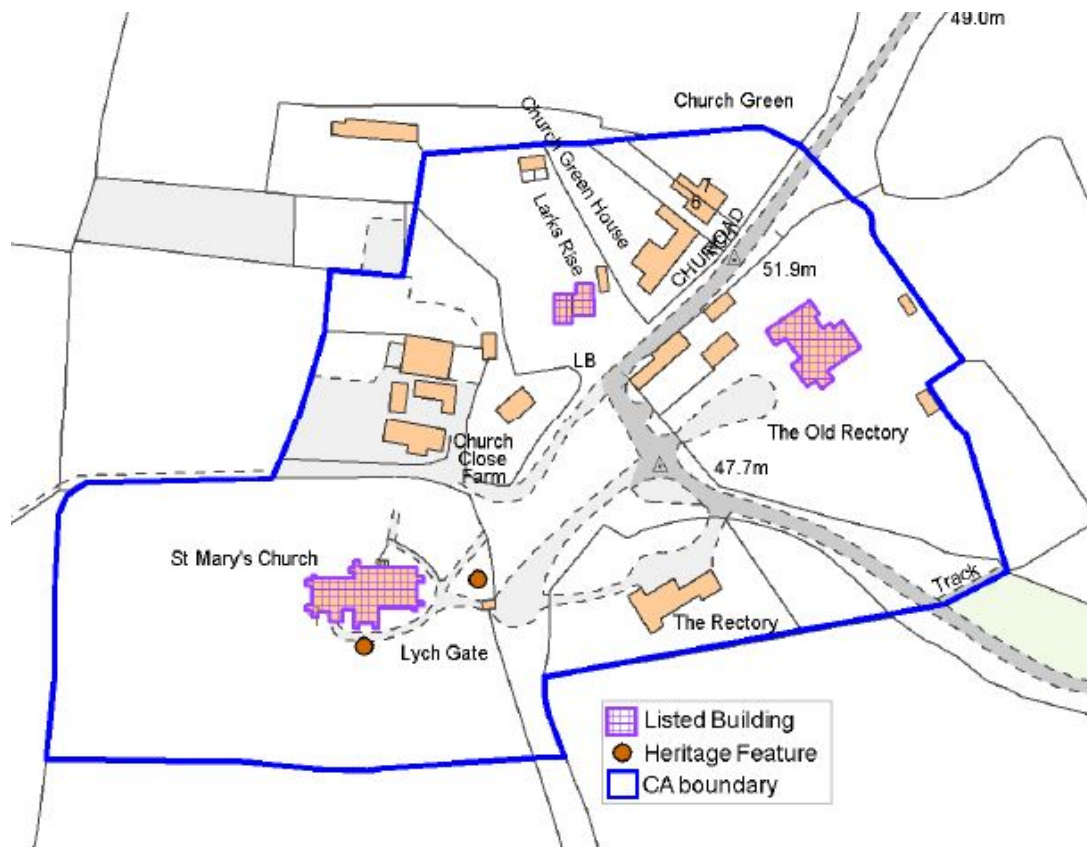 49.0m
Church Green
Church Green House
Larks Rise
7
8
CHURCH ROAD
51.9m
LB
The Old Rectory
Church
Close
Farm
47.7m
St Mary's Church
Track
The Rectory
Lych Gate
Listed Building
Heritage Feature
CA boundary